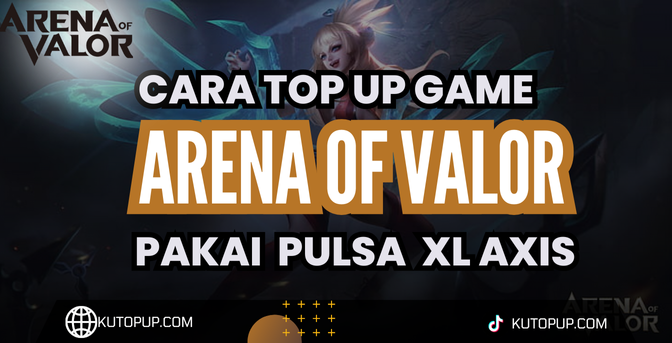 ARENA OF
VALOR
CARA TOP UP GAME
ARENA OF VALOR
PAKAI PULSA XL AXIS
KUTOPUP.COM
KUTOPUP.COM
ARENA OF
VALOR